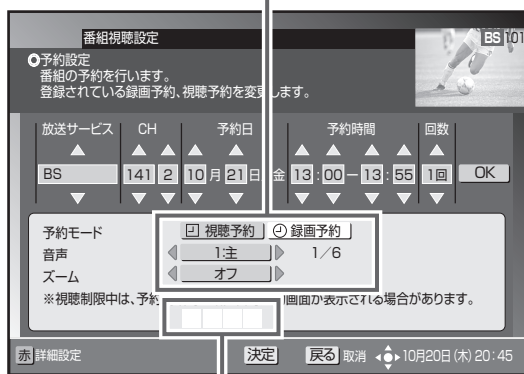 番組視聴設定
BS 101
予約設定
番組の予約を行います。
登録されている録画予約、視聴予約を変更します。
放送サービス CH 予約日 予約時間 回数
BS 141 2 10月21日 金 13:00－13:55 1回 OK
予約モード 視聴予約 録画予約
音声 1:主 1／6
ズーム オフ
※視聴制限中は、予約 画面が表示される場合があります。
赤 詳細設定 決定 戻る 取消 10月20日(木)20:45